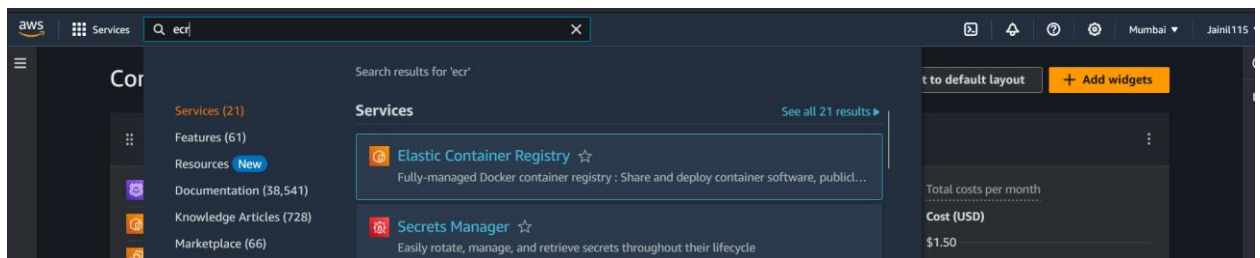 aws
Services
ecr
Mumbai
Jainil115
Search results for 'ecr'
Services (21)
Features (61)
Resources New
Documentation (38,541)
Knowledge Articles (728)
Marketplace (66)
Services
See all 21 results
Elastic Container Registry
Fully-managed Docker container registry : Share and deploy container software, publicl...
Secrets Manager
Easily rotate, manage, and retrieve secrets throughout their lifecycle
Cor
t to default layout
+ Add widgets
Total costs per month
Cost (USD)
$1.50